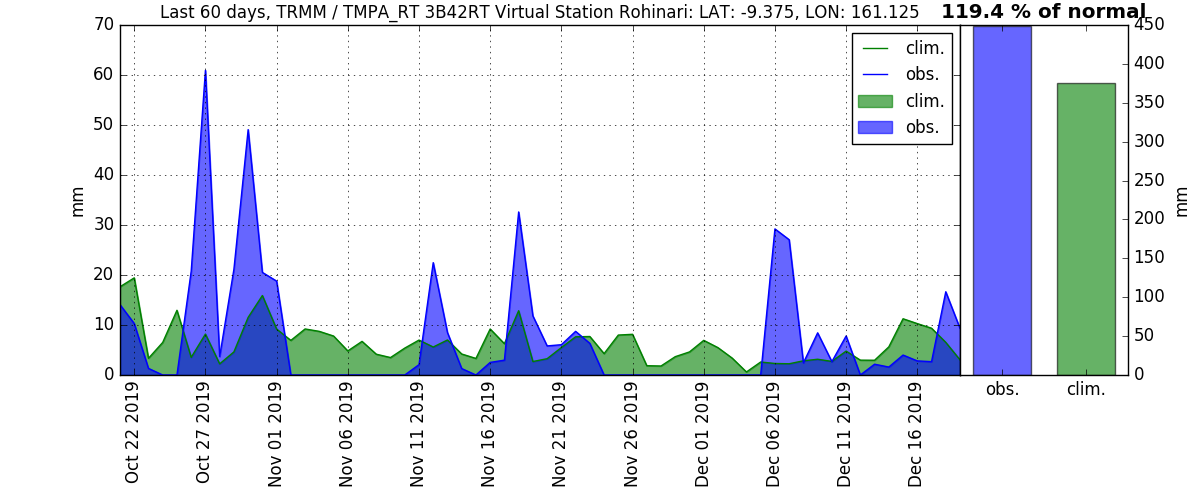 Last 60 days, TRMM / TMPA_RT 3B42RT Virtual Station Rohinari: LAT: -9.375, LON: 161.125
119.4 % of normal
70
60
50
40
30
20
10
0
mm
clim.
obs.
clim.
obs.
450
400
350
300
250
200
150
100
50
0
mm
Oct 22 2019
Oct 27 2019
Nov 01 2019
Nov 06 2019
Nov 11 2019
Nov 16 2019
Nov 21 2019
Nov 26 2019
Dec 01 2019
Dec 06 2019
Dec 11 2019
Dec 16 2019
obs.
clim.